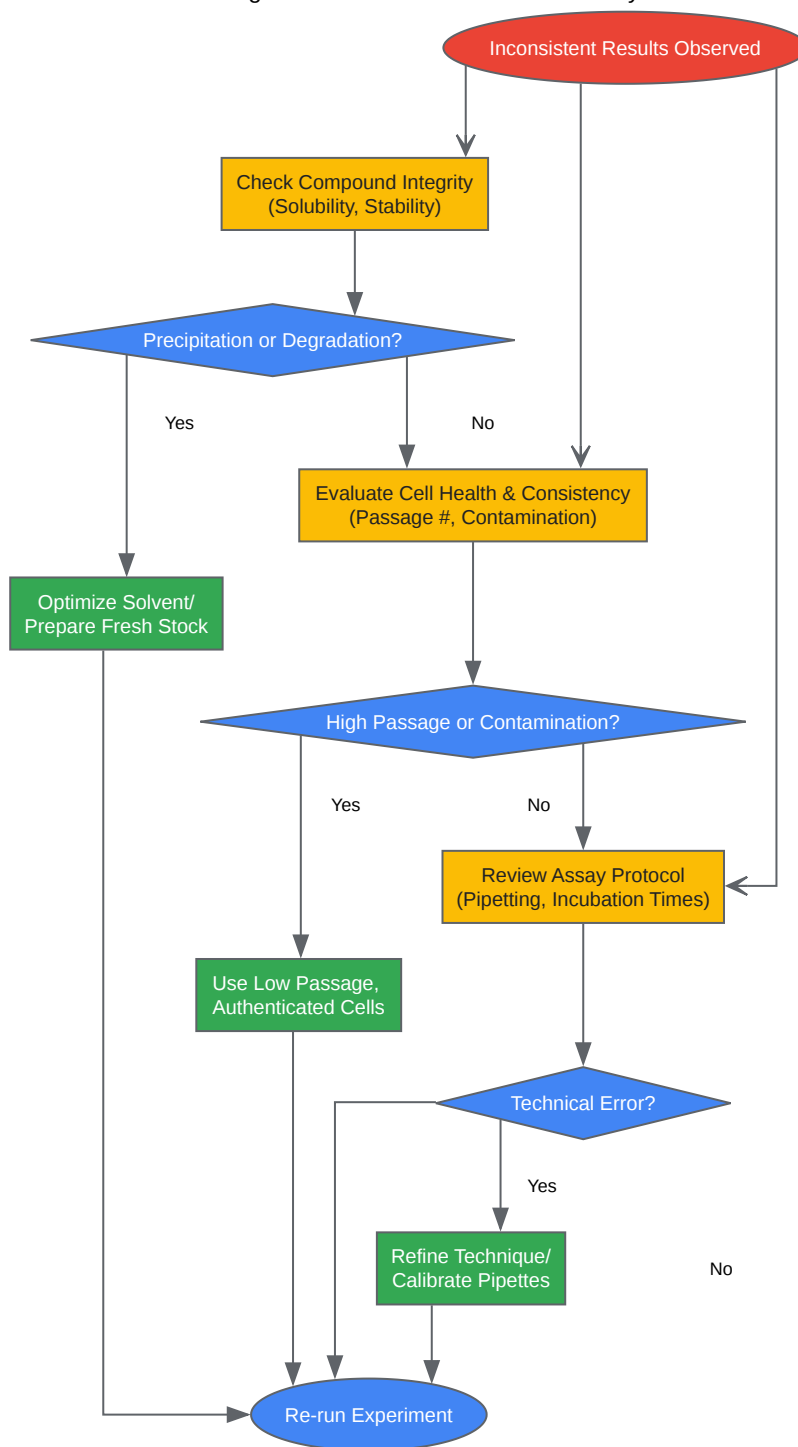 Inconsistent Results Observed
Check Compound Integrity
(Solubility, Stability)
Precipitation or Degradation?
Yes
No
Evaluate Cell Health & Consistency
(Passage #, Contamination)
Optimize Solvent/
Prepare Fresh Stock
High Passage or Contamination?
Yes
No
Review Assay Protocol
(Pipetting, Incubation Times)
Use Low Passage,
Authenticated Cells
Technical Error?
Yes
Refine Technique/
Calibrate Pipettes
No
Re-run Experiment